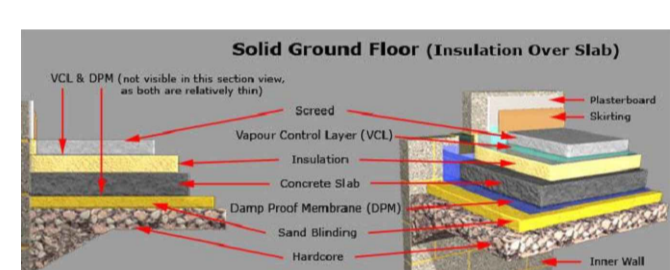 Solid Ground Floor (Insulation Over Slab)
VCL & DPM (not visible in this section view,
as both are relatively thin)
Screed
Vapour Control Layer (VCL)
Insulation
Concrete Slab
Damp Proof Membrane (DPM)
Sand Blinding
Hardcore
Plasterboard
Skirting
Inner Wall